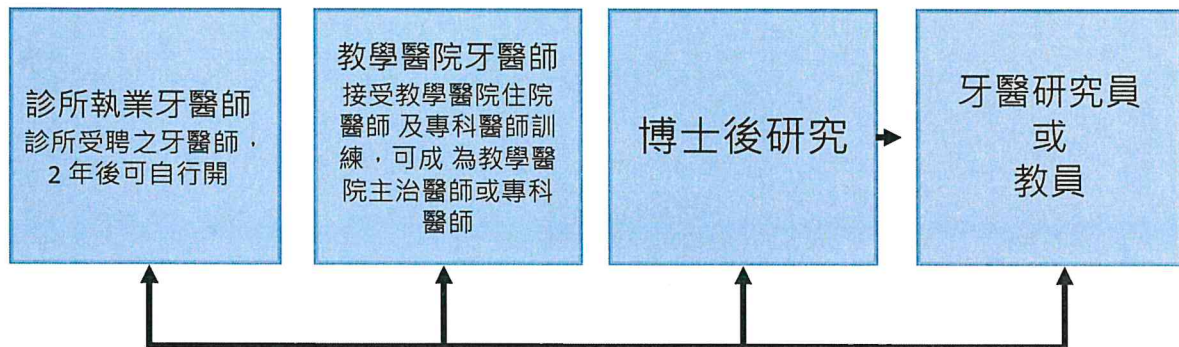 診所執業牙醫師
診所受聘之牙醫師，
2 年後可自行開
教學醫院牙醫師
接受教學醫院住院
醫師 及專科醫師訓
練，可成 為教學醫
院主治醫師或專科
醫師
博士後研究
牙醫研究員
或
教員